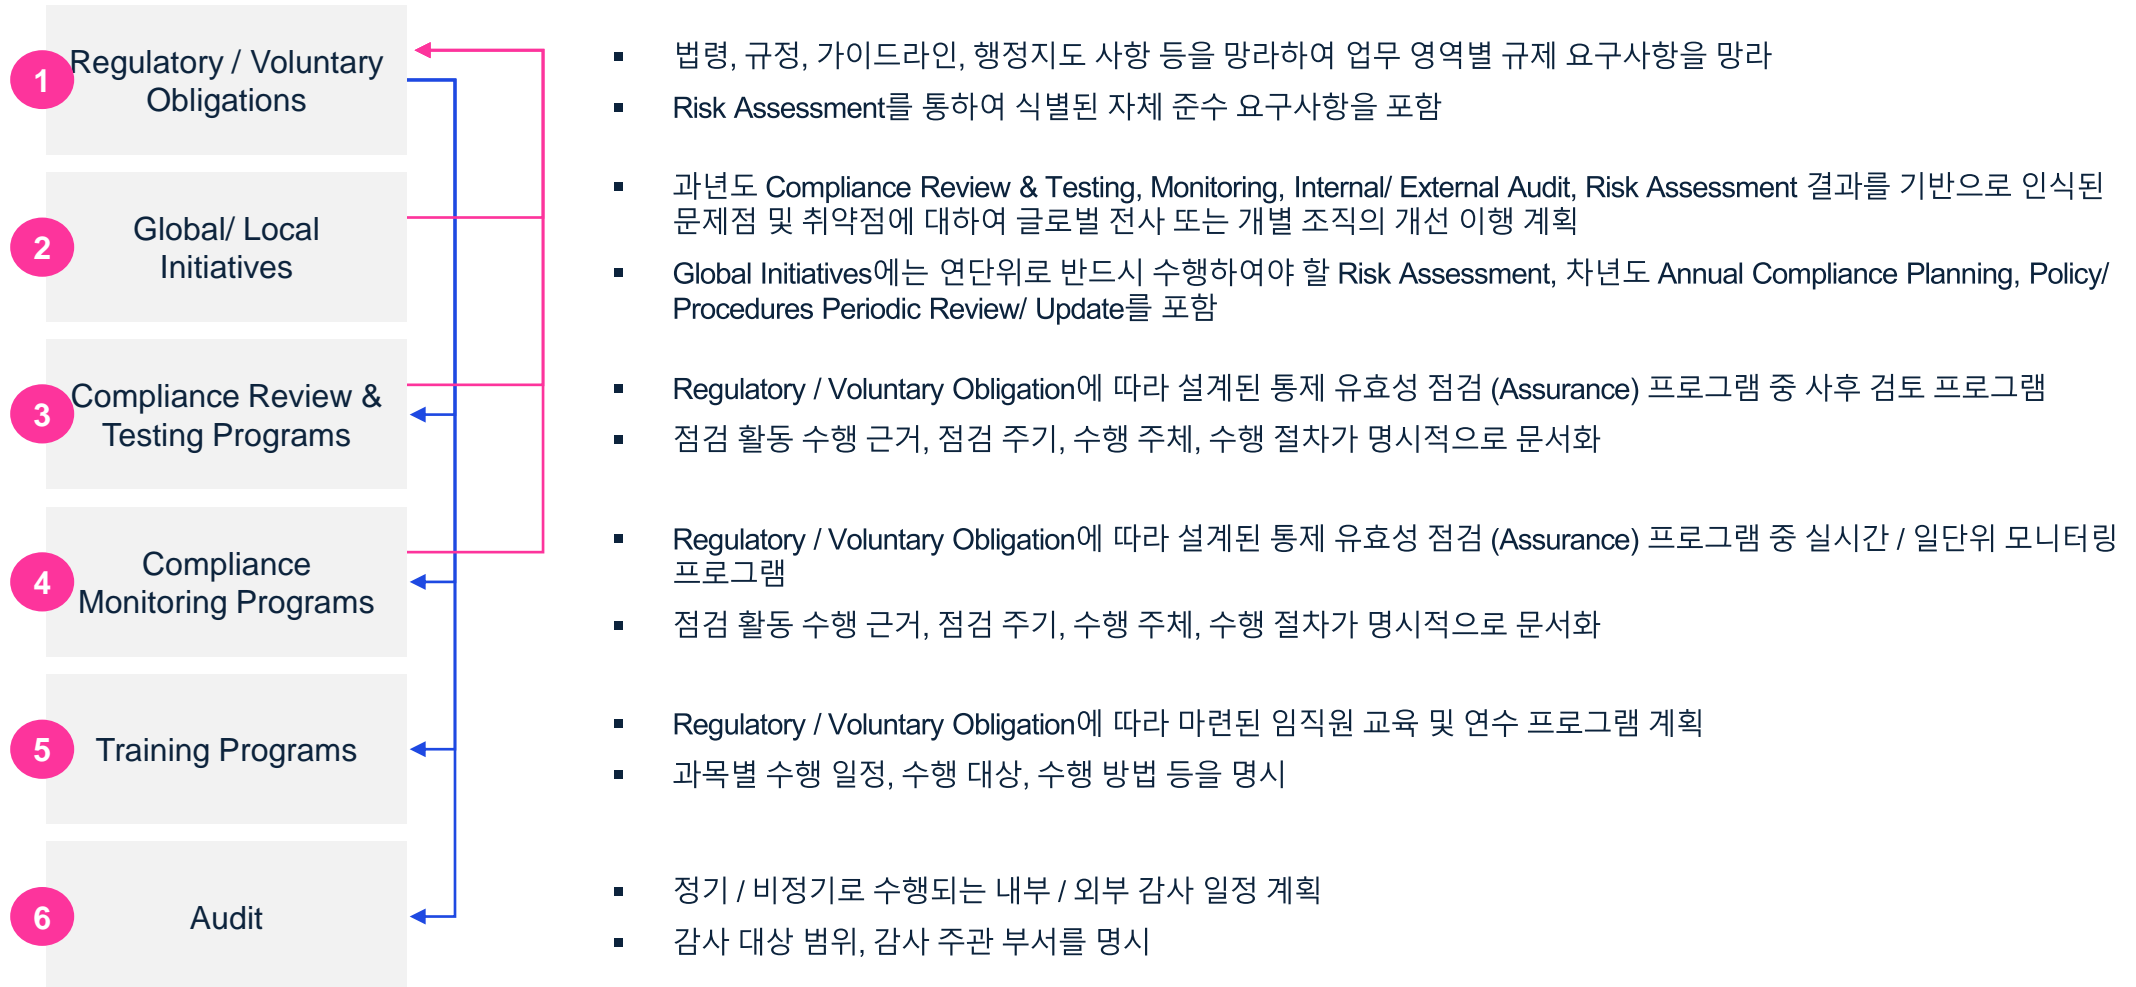 1
Regulatory / Voluntary
Obligations
▪ 법령, 규정, 가이드라인, 행정지도 사항 등을 망라하여 업무 영역별 규제 요구사항을 망라
▪ Risk Assessment를 통하여 식별된 자체 준수 요구사항을 포함
2
Global/ Local
Initiatives
▪ 과년도 Compliance Review & Testing, Monitoring, Internal/ External Audit, Risk Assessment 결과를 기반으로 인식된
문제점 및 취약점에 대하여 글로벌 전사 또는 개별 조직의 개선 이행 계획
▪ Global Initiatives에는 연단위로 반드시 수행하여야 할 Risk Assessment, 차년도 Annual Compliance Planning, Policy/
Procedures Periodic Review/ Update를 포함
3
Compliance Review &
Testing Programs
▪ Regulatory / Voluntary Obligation에 따라 설계된 통제 유효성 점검 (Assurance) 프로그램 중 사후 검토 프로그램
▪ 점검 활동 수행 근거, 점검 주기, 수행 주체, 수행 절차가 명시적으로 문서화
4
Compliance
Monitoring Programs
▪ Regulatory / Voluntary Obligation에 따라 설계된 통제 유효성 점검 (Assurance) 프로그램 중 실시간 / 일단위 모니터링
프로그램
▪ 점검 활동 수행 근거, 점검 주기, 수행 주체, 수행 절차가 명시적으로 문서화
5
Training Programs
▪ Regulatory / Voluntary Obligation에 따라 마련된 임직원 교육 및 연수 프로그램 계획
▪ 과목별 수행 일정, 수행 대상, 수행 방법 등을 명시
6
Audit
▪ 정기 / 비정기로 수행되는 내부 / 외부 감사 일정 계획
▪ 감사 대상 범위, 감사 주관 부서를 명시